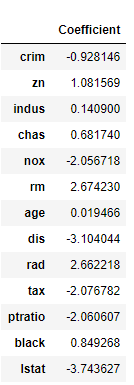 Coefficient
crim -0.928146
zn 1.081569
indus 0.140900
chas 0.681740
nox -2.056718
rm 2.674230
age 0.019466
dis -3.104044
rad 2.662218
tax -2.076782
ptratio -2.060607
black 0.849268
lstat -3.743627